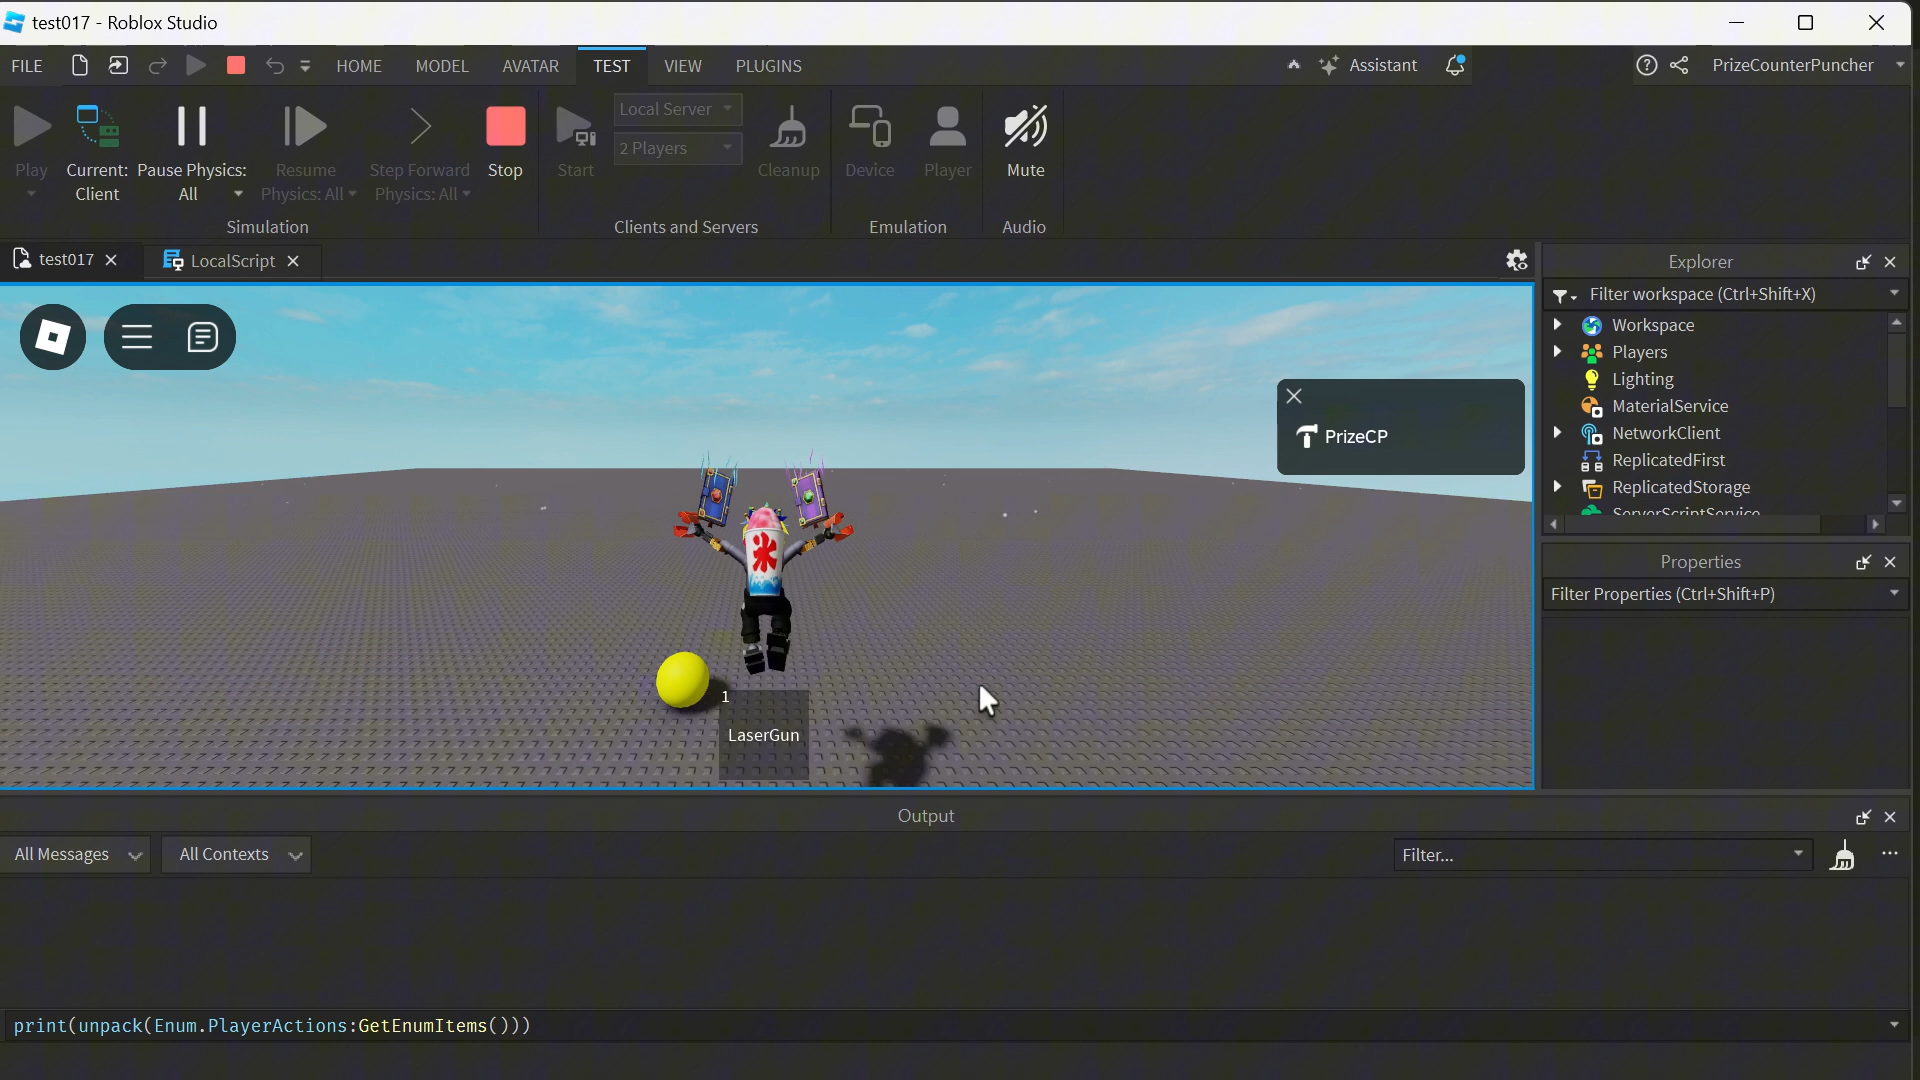 test017 - Roblox Studio
FILE
HOME
MODEL
AVATAR
TEST
VIEW
PLUGINS
Assistant
PrizeCounterPuncher
Play
Current:
Client
Pause Physics:
All
Resume
Physics: All
Step Forward
Physics: All
Stop
Start
Local Server
2 Players
Cleanup
Device
Player
Mute
Simulation
Clients and Servers
Emulation
Audio
test017
LocalScript
PrizeCP
氷
1
LaserGun
Explorer
Filter workspace (Ctrl+Shift+X)
Workspace
Players
Lighting
MaterialService
NetworkClient
ReplicatedFirst
ReplicatedStorage
ServerScriptService
Properties
Filter Properties (Ctrl+Shift+P)
Output
All Messages
All Contexts
Filter...
print(unpack(Enum.PlayerActions:GetEnumItems()))